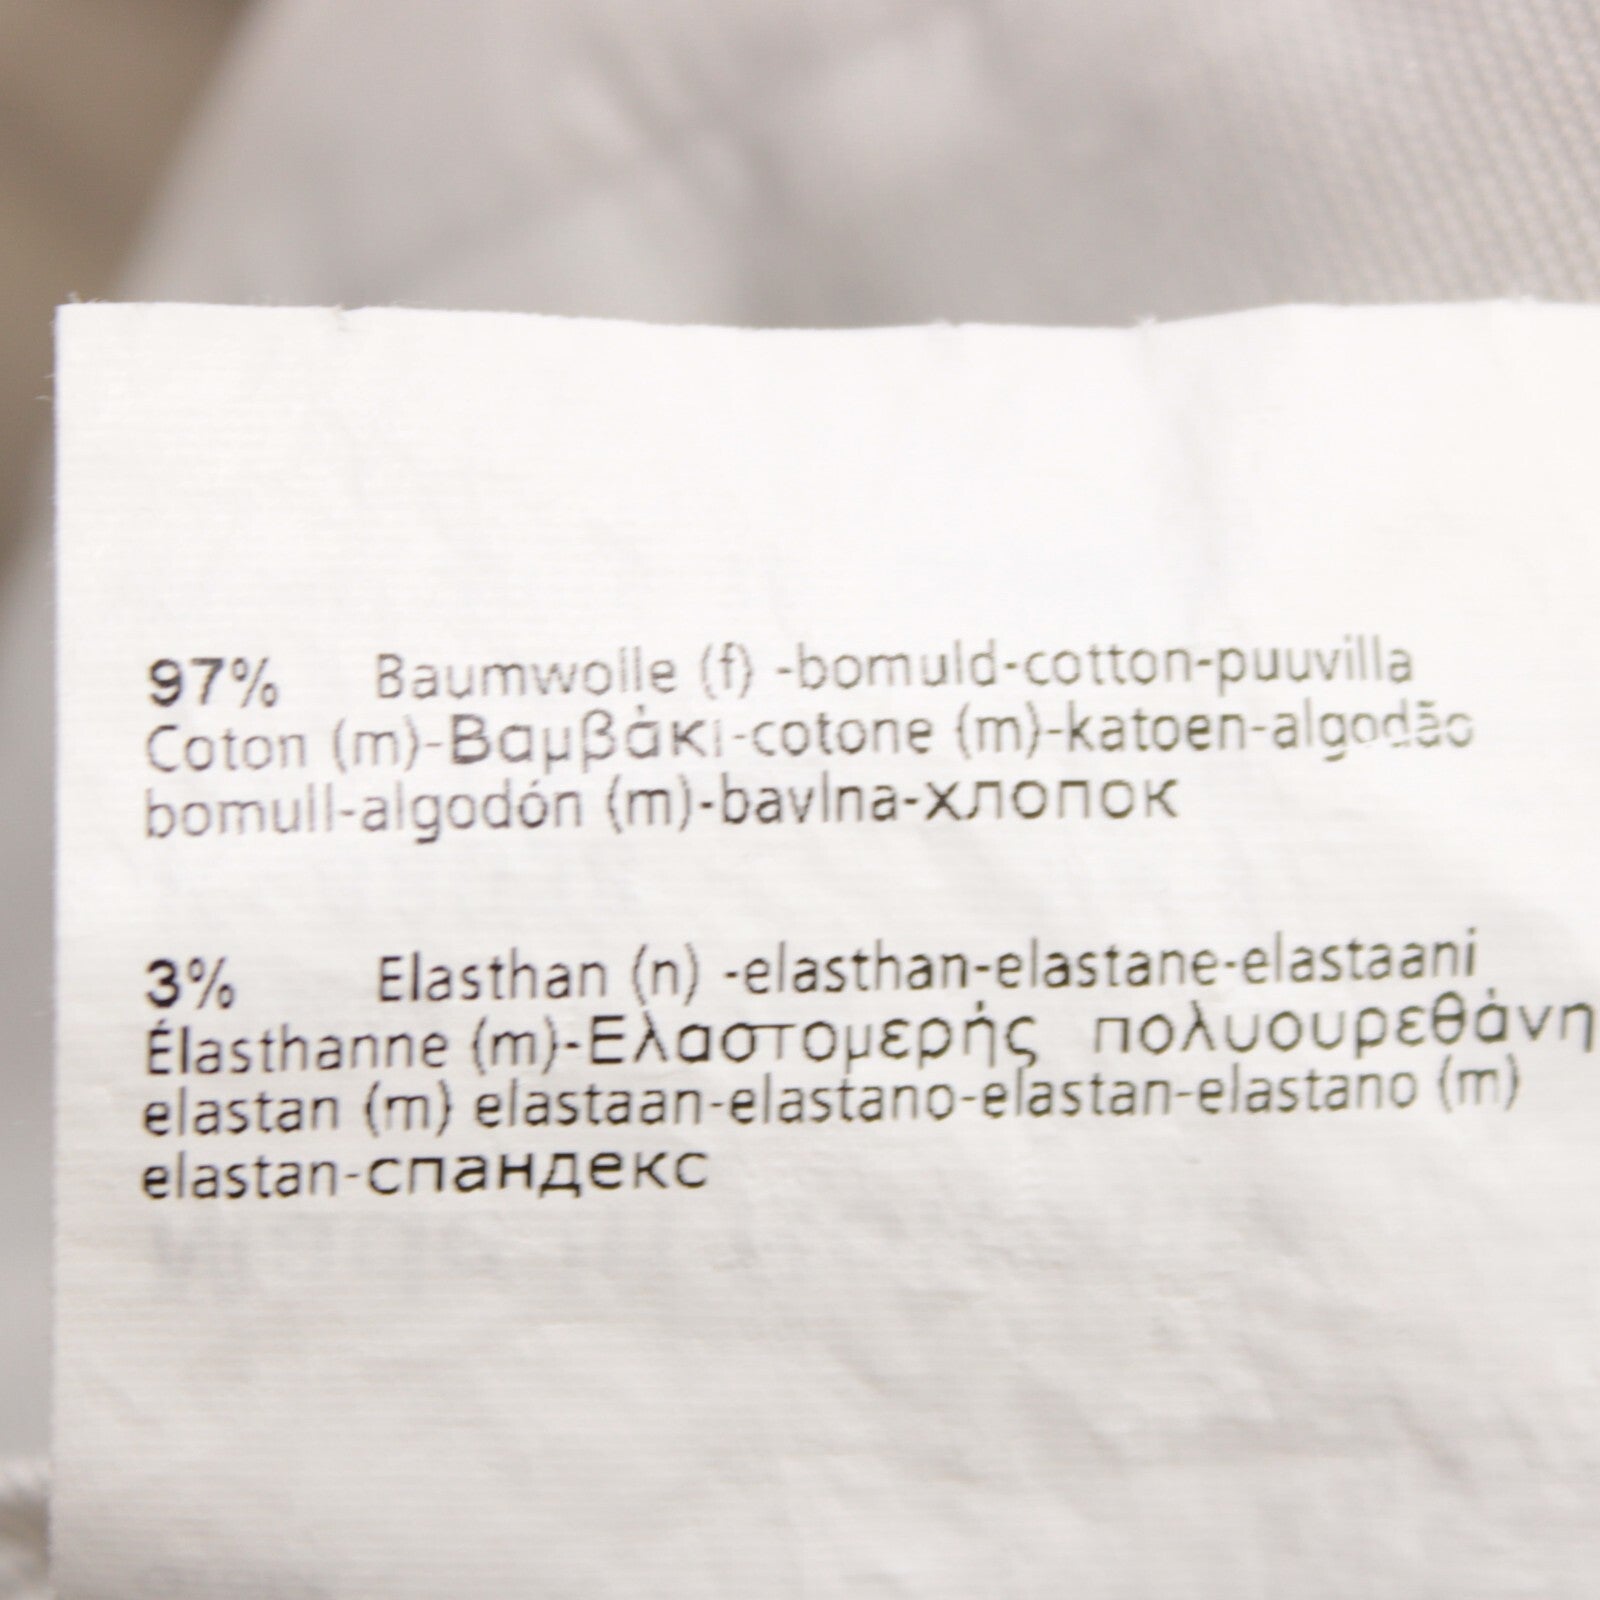 97% Baumwolle (f) -bomuld-cotton-puuvilla
Coton (m)-Βαμβάκι-cotone (m)-katoen-algodão
bomull-algodón (m)-bavlna-хлопок
3% Elasthan (n) -elasthan-elastane-elastaani
Élasthanne (m)-Ελαστομερής πολυουρεθάνη
elastan (m) elastaan-elastano-elastan-elastano (m)
elastan-спандекс